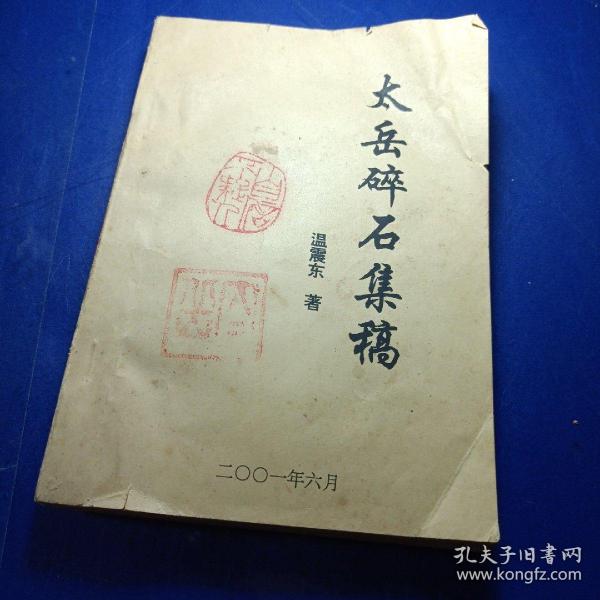 太岳碎石集稿
温震东 著
二〇〇一年六月
孔夫子旧书网
www.kongfz.com